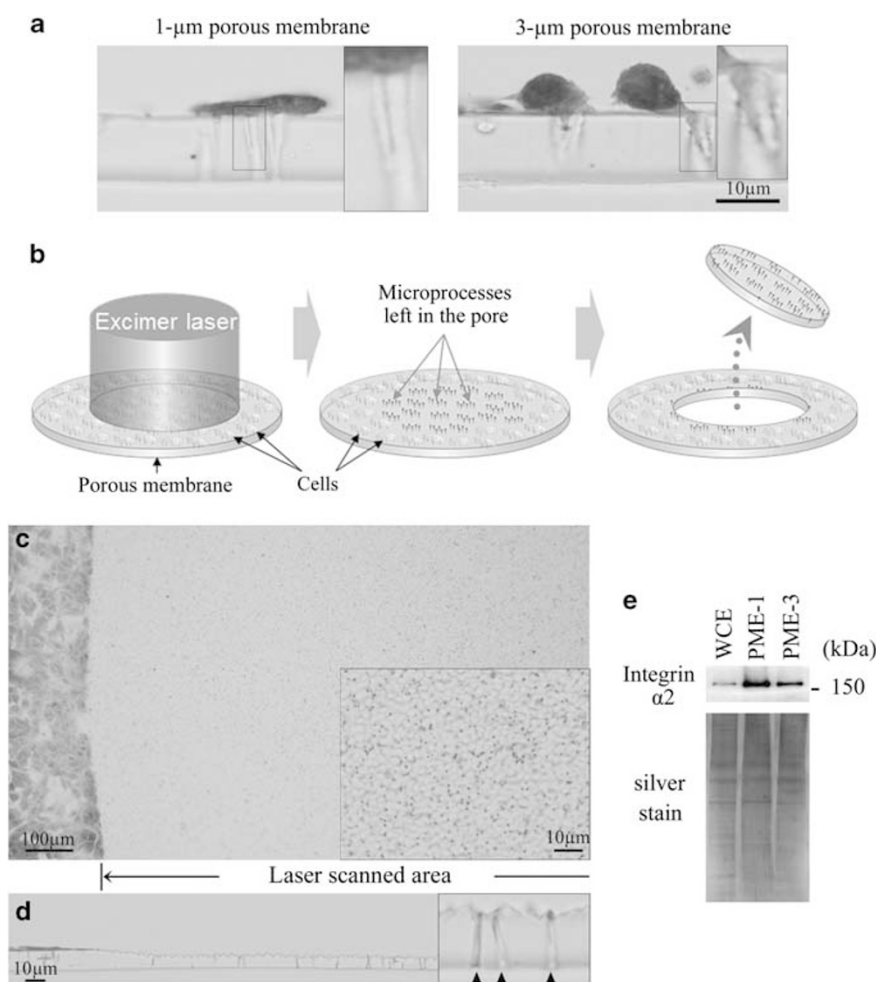 a
1-µm porous membrane
3-µm porous membrane
10µm
b
Excimer laser
Microprocesses
left in the pore
Porous membrane
Cells
c
100µm
10µm
Laser scanned area
d
10µm
e
WCE
PME-1
PME-3
(kDa)
Integrin
α2
- 150
silver
stain